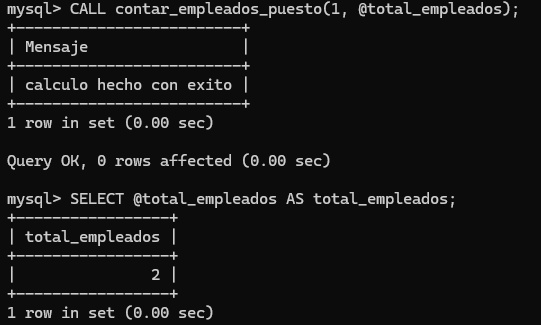 mysql> CALL contar_empleados_puesto(1, @total_empleados);
+-------------------------+
| Mensaje                 |
+-------------------------+
| calculo hecho con exito |
+-------------------------+
1 row in set (0.00 sec)

Query OK, 0 rows affected (0.00 sec)

mysql> SELECT @total_empleados AS total_empleados;
+-----------------+
| total_empleados |
+-----------------+
|               2 |
+-----------------+
1 row in set (0.00 sec)